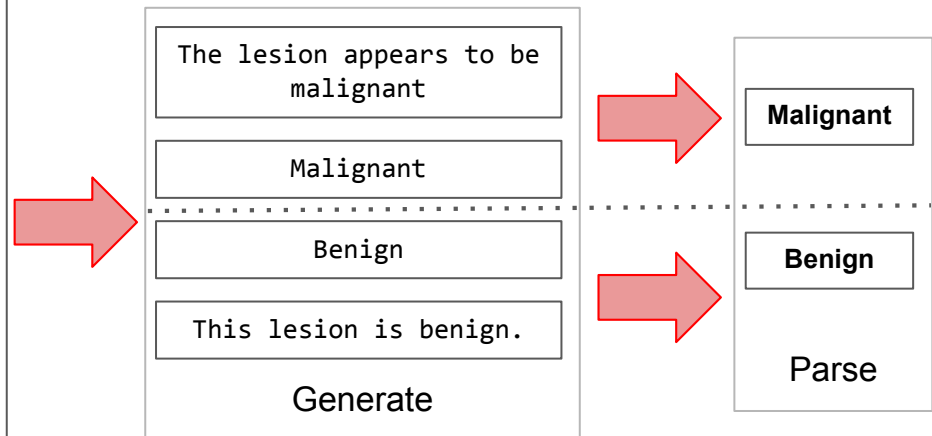 The lesion appears to be
malignant
Malignant
Benign
This lesion is benign.
Generate
Malignant
Benign
Parse